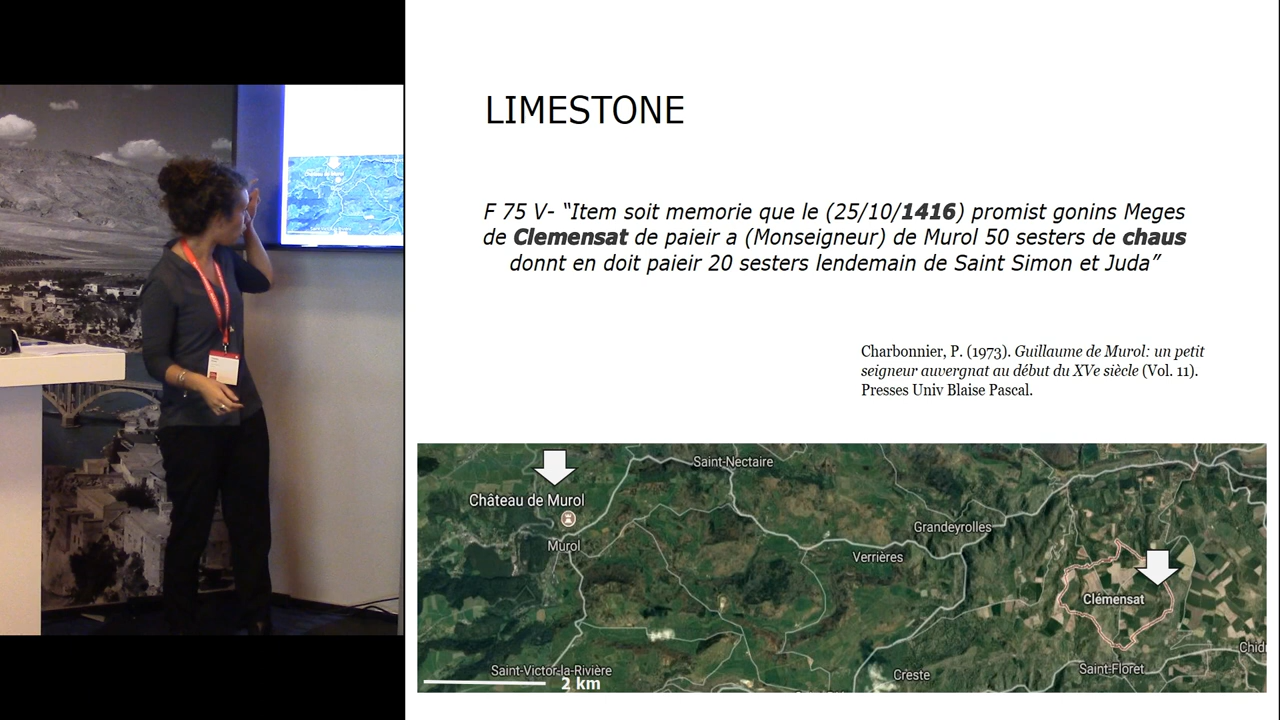 LIMESTONE
F 75 V- “Item soit memorie que le (25/10/1416) promist gonins Meges
de Clemensat de paieir a (Monseigneur) de Murol 50 sesters de chaus
donnt en doit paieir 20 sesters lendemain de Saint Simon et Juda”
Charbonnier, P. (1973). Guillaume de Murol: un petit
seigneur auvergnat au début du XVe siècle (Vol. 11).
Presses Univ Blaise Pascal.
Saint-Nectaire
Château de Murol
Grandeyrolles
Murol
Verrières
Clémensat
Chid
Saint-Victor-la-Rivière
Saint-Floret
Creste
2 km